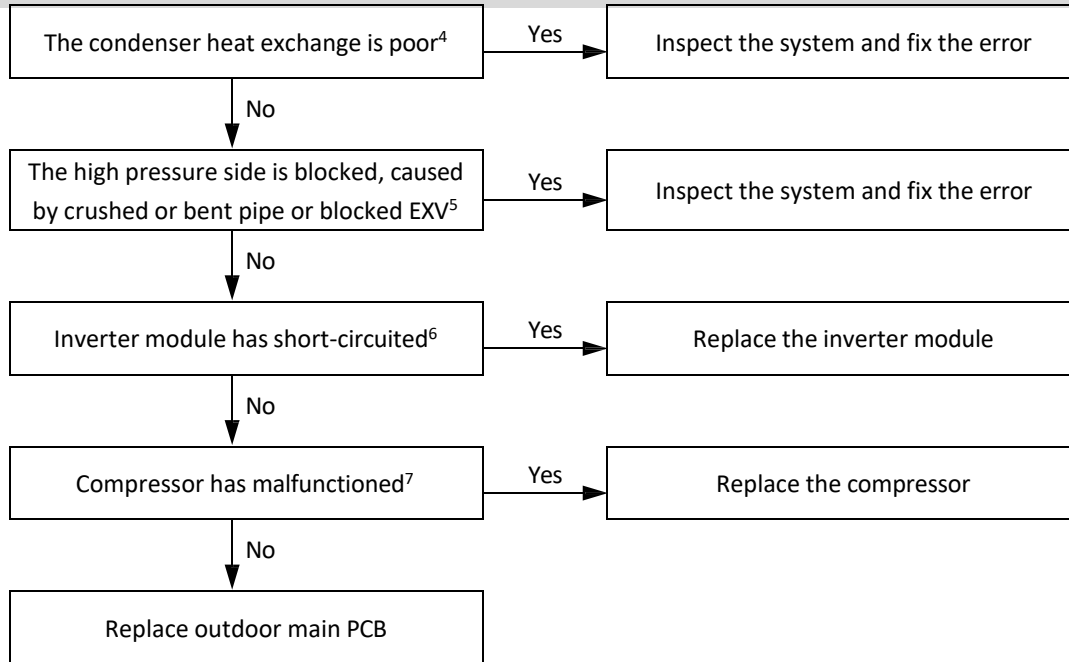 The condenser heat exchange is poor⁴
Yes
Inspect the system and fix the error
No
The high pressure side is blocked, caused
by crushed or bent pipe or blocked EXV⁵
Yes
Inspect the system and fix the error
No
Inverter module has short-circuited⁶
Yes
Replace the inverter module
No
Compressor has malfunctioned⁷
Yes
Replace the compressor
No
Replace outdoor main PCB